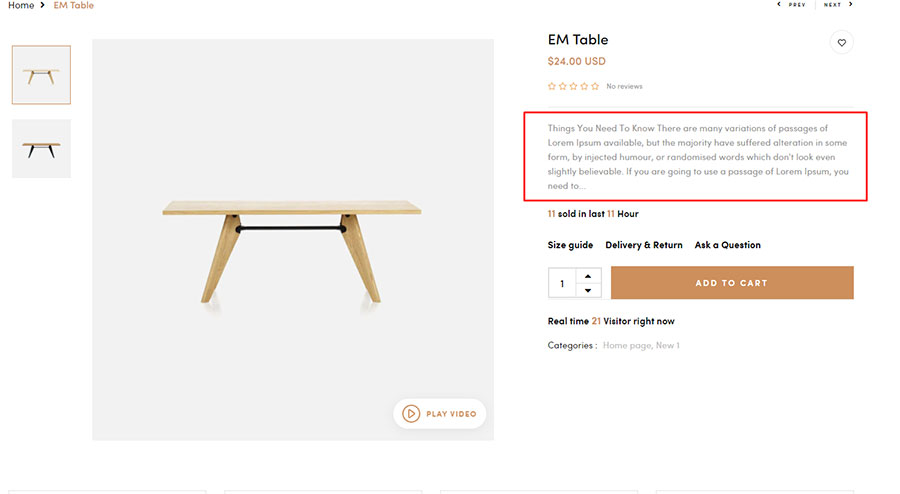 Home > EM Table
< PREV | NEXT >
EM Table
$24.00 USD
No reviews
Things You Need To Know There are many variations of passages of
Lorem Ipsum available, but the majority have suffered alteration in some
form, by injected humour, or randomised words which don't look even
slightly believable. If you are going to use a passage of Lorem Ipsum, you
need to...
11 sold in last 11 Hour
Size guide Delivery & Return Ask a Question
1 ADD TO CART
Real time 21 Visitor right now
Categories : Home page, New 1
PLAY VIDEO